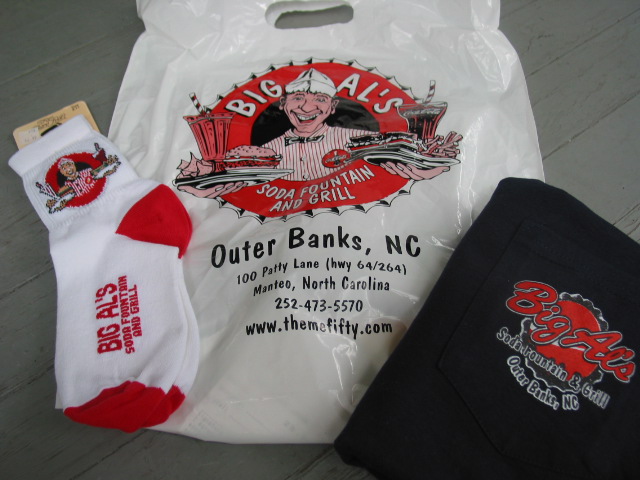 BIG AL'S
SODA FOUNTAIN
AND GRILL
Outer Banks, NC
100 Patty Lane (hwy 64/264)
Manteo, North Carolina
252-473-5570
www.themefifty.com
BIG AL'S
SODA FOUNTAIN
AND GRILL
Big Al's
Soda Fountain & Grill
Outer Banks, NC